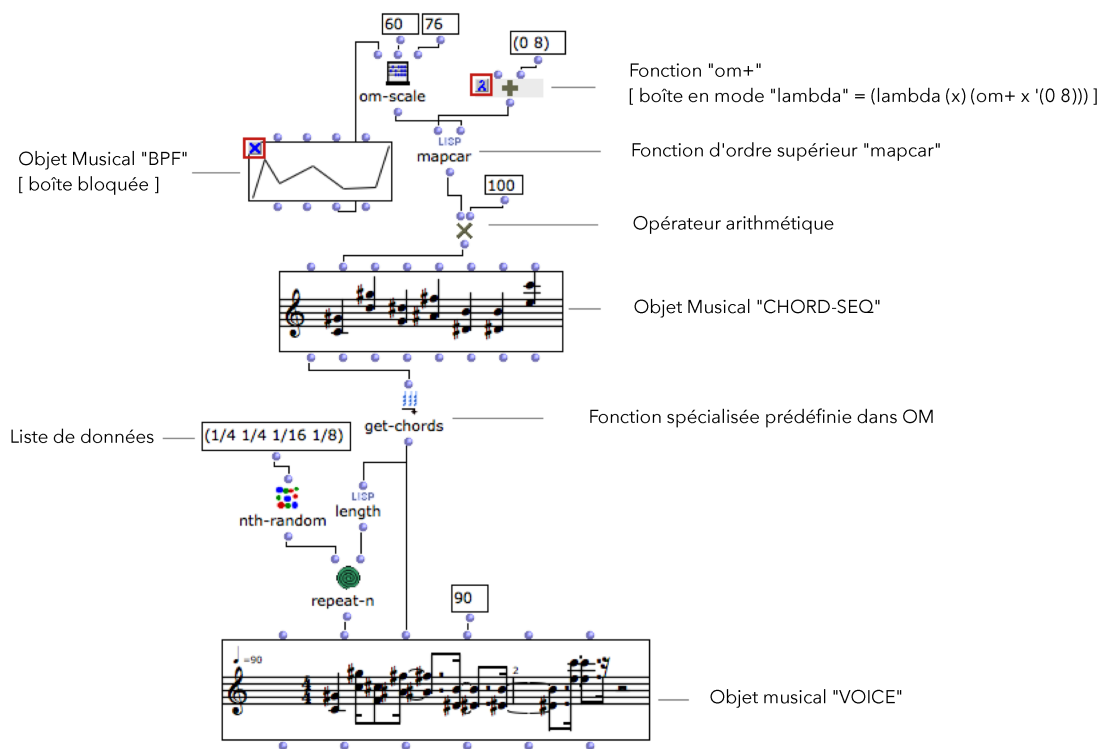 60
76
(0 8)
om-scale
Fonction "om+"
[ boîte en mode "lambda" = (lambda (x) (om+ x '(0 8))) ]
LISP
mapcar
Fonction d'ordre supérieur "mapcar"
Objet Musical "BPF"
[ boîte bloquée ]
100
Opérateur arithmétique
Objet Musical "CHORD-SEQ"
get-chords
Fonction spécialisée prédéfinie dans OM
Liste de données
(1/4 1/4 1/16 1/8)
nth-random
LISP
length
repeat-n
90
=90
4
4
2
Objet musical "VOICE"